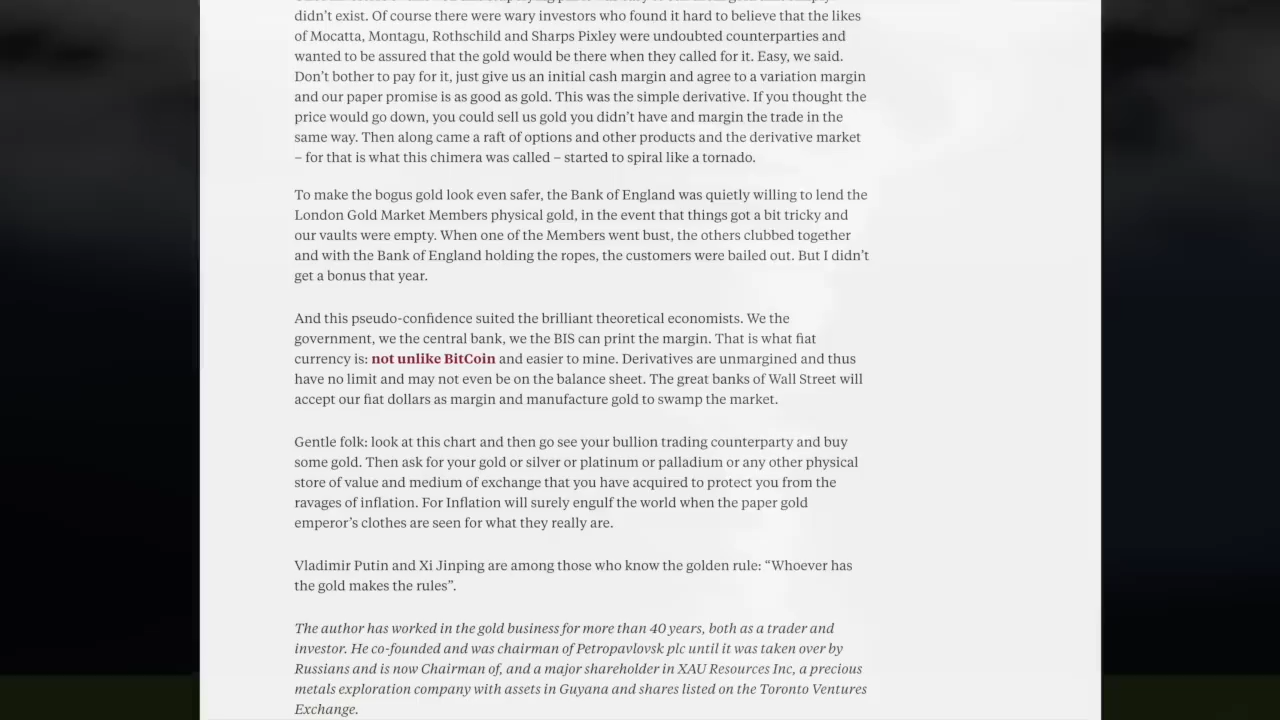 didn’t exist. Of course there were wary investors who found it hard to believe that the likes
of Mocatta, Montagu, Rothschild and Sharps Pixley were undoubted counterparties and
wanted to be assured that the gold would be there when they called for it. Easy, we said.
Don’t bother to pay for it, just give us an initial cash margin and agree to a variation margin
and our paper promise is as good as gold. This was the simple derivative. If you thought the
price would go down, you could sell us gold you didn’t have and margin the trade in the
same way. Then along came a raft of options and other products and the derivative market
– for that is what this chimera was called – started to spiral like a tornado.
To make the bogus gold look even safer, the Bank of England was quietly willing to lend the
London Gold Market Members physical gold, in the event that things got a bit tricky and
our vaults were empty. When one of the Members went bust, the others clubbed together
and with the Bank of England holding the ropes, the customers were bailed out. But I didn’t
get a bonus that year.
And this pseudo-confidence suited the brilliant theoretical economists. We the
government, we the central bank, we the BIS can print the margin. That is what fiat
currency is: not unlike BitCoin and easier to mine. Derivatives are unmargined and thus
have no limit and may not even be on the balance sheet. The great banks of Wall Street will
accept our fiat dollars as margin and manufacture gold to swamp the market.
Gentle folk: look at this chart and then go see your bullion trading counterparty and buy
some gold. Then ask for your gold or silver or platinum or palladium or any other physical
store of value and medium of exchange that you have acquired to protect you from the
ravages of inflation. For Inflation will surely engulf the world when the paper gold
emperor’s clothes are seen for what they really are.
Vladimir Putin and Xi Jinping are among those who know the golden rule: “Whoever has
the gold makes the rules”.
The author has worked in the gold business for more than 40 years, both as a trader and
investor. He co-founded and was chairman of Petropavlovsk plc until it was taken over by
Russians and is now Chairman of, and a major shareholder in XAU Resources Inc, a precious
metals exploration company with assets in Guyana and shares listed on the Toronto Ventures
Exchange.